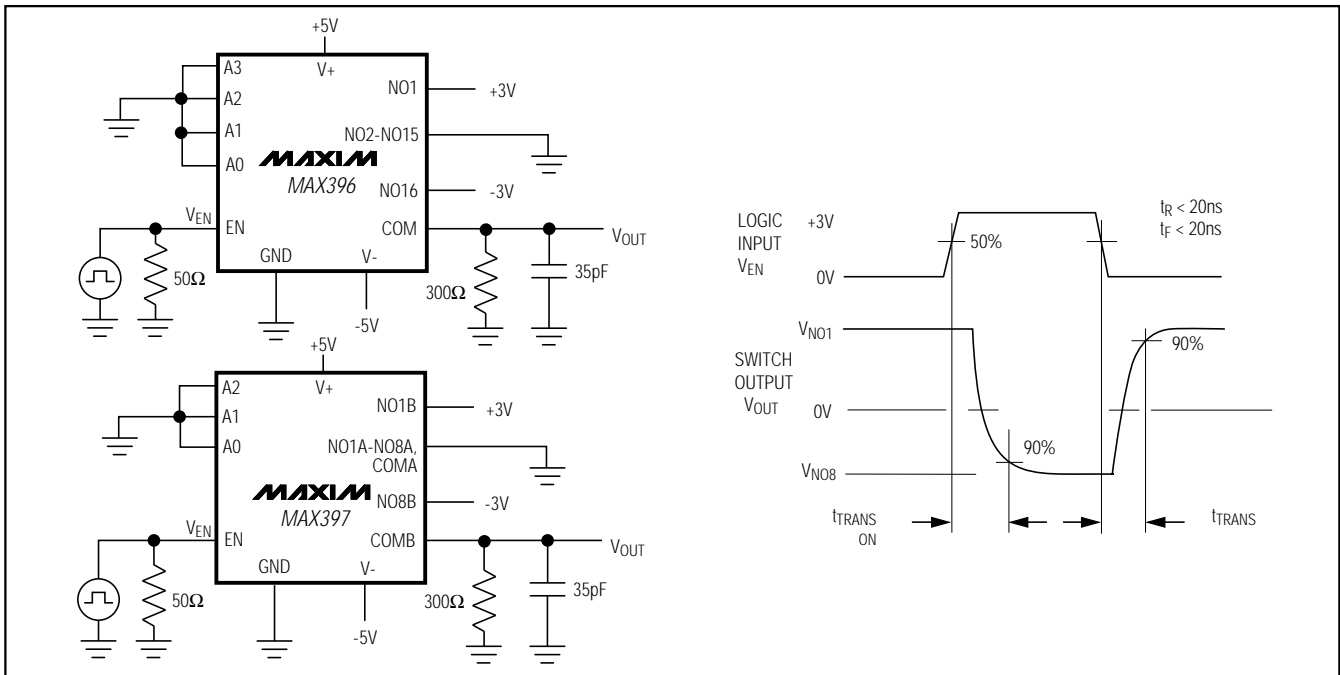 +5V
V+
A3
A2
A1
A0
NO1
+3V
NO2-NO15
MAXIM
MAX396
NO16
-3V
VEN
EN
COM
VOUT
GND
V-
50Ω
300Ω
35pF
-5V
+5V
V+
A2
A1
A0
NO1B
+3V
NO1A-NO8A,
COMA
MAXIM
MAX397
NO8B
-3V
VEN
EN
COMB
VOUT
GND
V-
50Ω
300Ω
35pF
-5V
LOGIC
INPUT
VEN
+3V
50%
0V
tR < 20ns
tF < 20ns
VNO1
SWITCH
OUTPUT
VOUT
0V
90%
90%
VNO8
tTRANS
ON
tTRANS